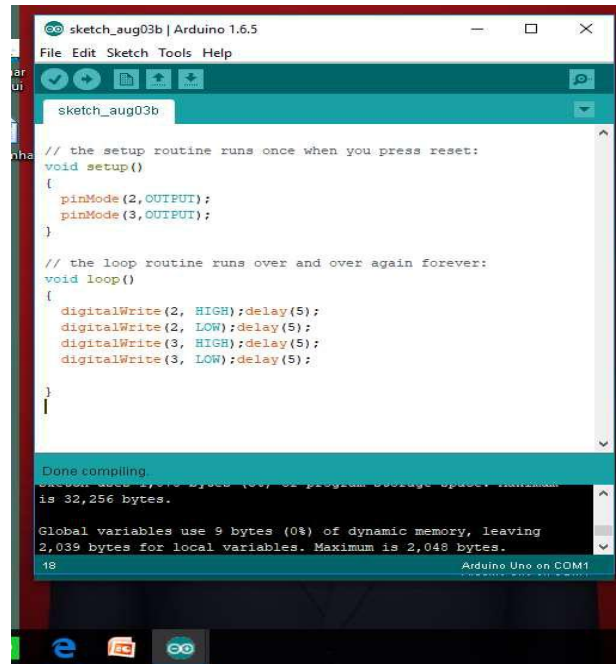 sketch_aug03b | Arduino 1.6.5
File Edit Sketch Tools Help
sketch_aug03b
// the setup routine runs once when you press reset:
void setup()
{
pinMode(2,OUTPUT);
pinMode(3,OUTPUT);
}
// the loop routine runs over and over again forever:
void loop()
{
digitalWrite(2, HIGH);delay(5);
digitalWrite(2, LOW);delay(5);
digitalWrite(3, HIGH);delay(5);
digitalWrite(3, LOW);delay(5);
}
Done compiling.
is 32,256 bytes.
Global variables use 9 bytes (0%) of dynamic memory, leaving
2,039 bytes for local variables. Maximum is 2,048 bytes.
18
Arduino Uno on COM1